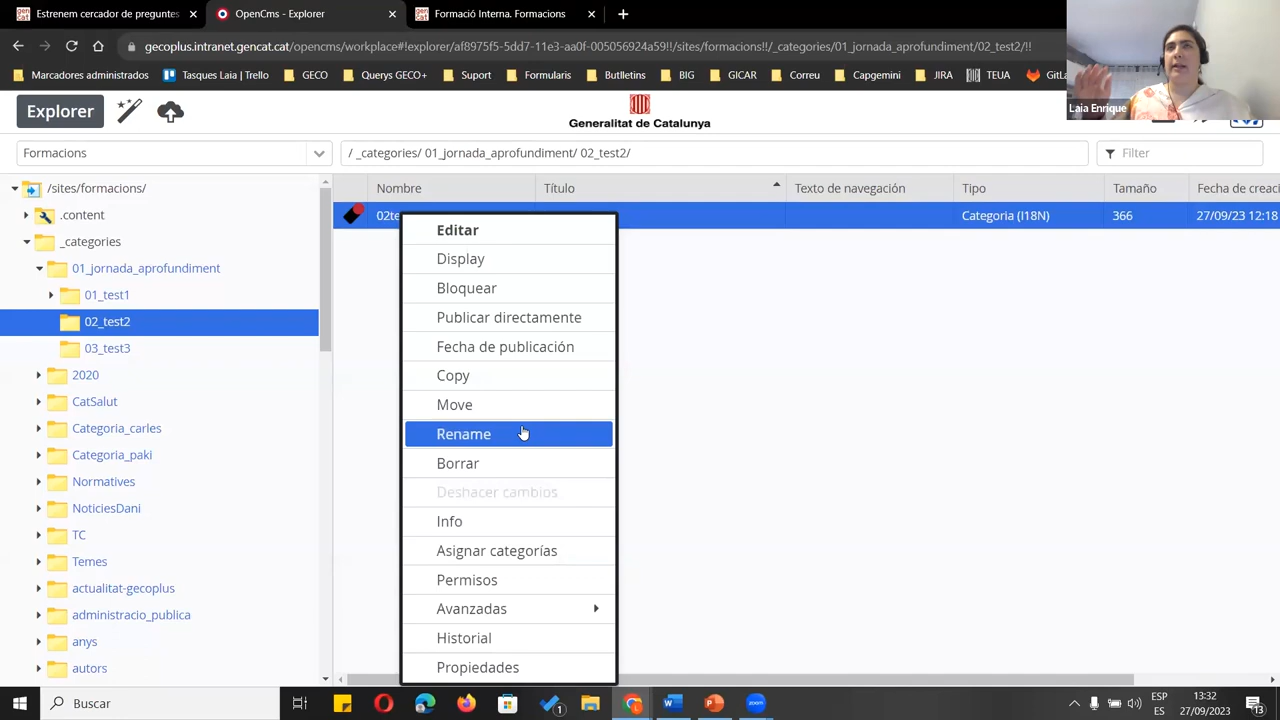 Estrenem cercador de preguntes
OpenCms - Explorer
Formació Interna. Formacions
gecoplus.intranet.gencat.cat/opencms/workplace#!explorer/af8975f5-5dd7-11e3-aa0f-005056924a59!!/sites/formacions!!/_categories/01_jornada_aprofundiment/02_test2/!!
Marcadores administrados
Tasques Laia | Trello
GECO
Querys GECO
Suport
Formularis
Butlletins
BIG
GICAR
Correu
Capgemini
JIRA
TEUA
Laia Enrique
Explorer
Generalitat de Catalunya
Formacions
/ _categories/ 01_jornada_aprofundiment/ 02_test2/
Filter
/sites/formacions/
.content
_categories
01_jornada_aprofundiment
01_test1
02_test2
03_test3
2020
CatSalut
Categoria_carles
Categoria_paki
Normatives
NoticiesDani
TC
Temes
actualitat-gecoplus
administracio_publica
anys
autors
Nombre
Título
Texto de navegación
Tipo
Tamaño
Fecha de creaci
02te
Categoria (I18N)
366
27/09/23 12:18
Editar
Display
Bloquear
Publicar directamente
Fecha de publicación
Copy
Move
Rename
Borrar
Deshacer cambios
Info
Asignar categorías
Permisos
Avanzadas
Historial
Propiedades
Buscar
1
ESP
ES
13:32
27/09/2023
13